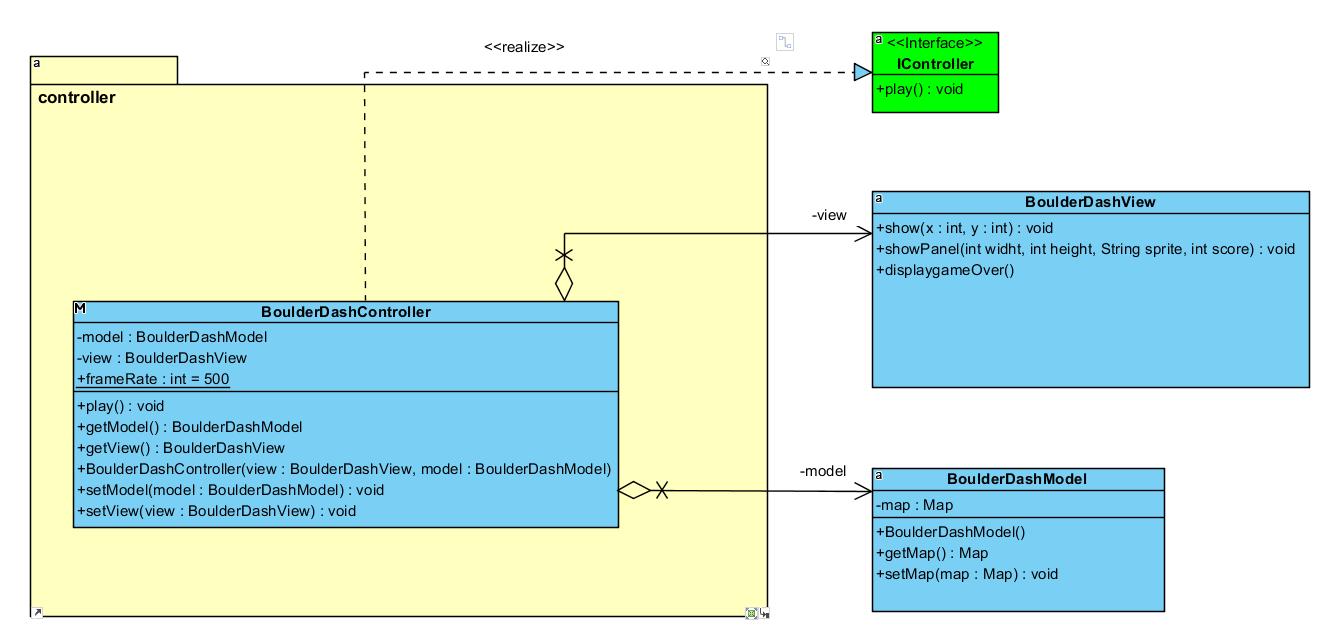 <<realize>>
a
<<Interface>>
IController
+play() : void
a
controller
-view
a
BoulderDashView
+show(x : int, y : int) : void
+showPanel(int widht, int height, String sprite, int score) : void
+displaygameOver()
M
BoulderDashController
-model : BoulderDashModel
-view : BoulderDashView
+frameRate : int = 500
+play() : void
+getModel() : BoulderDashModel
+getView() : BoulderDashView
+BoulderDashController(view : BoulderDashView, model : BoulderDashModel)
+setModel(model : BoulderDashModel) : void
+setView(view : BoulderDashView) : void
-model
a
BoulderDashModel
-map : Map
+BoulderDashModel()
+getMap() : Map
+setMap(map : Map) : void